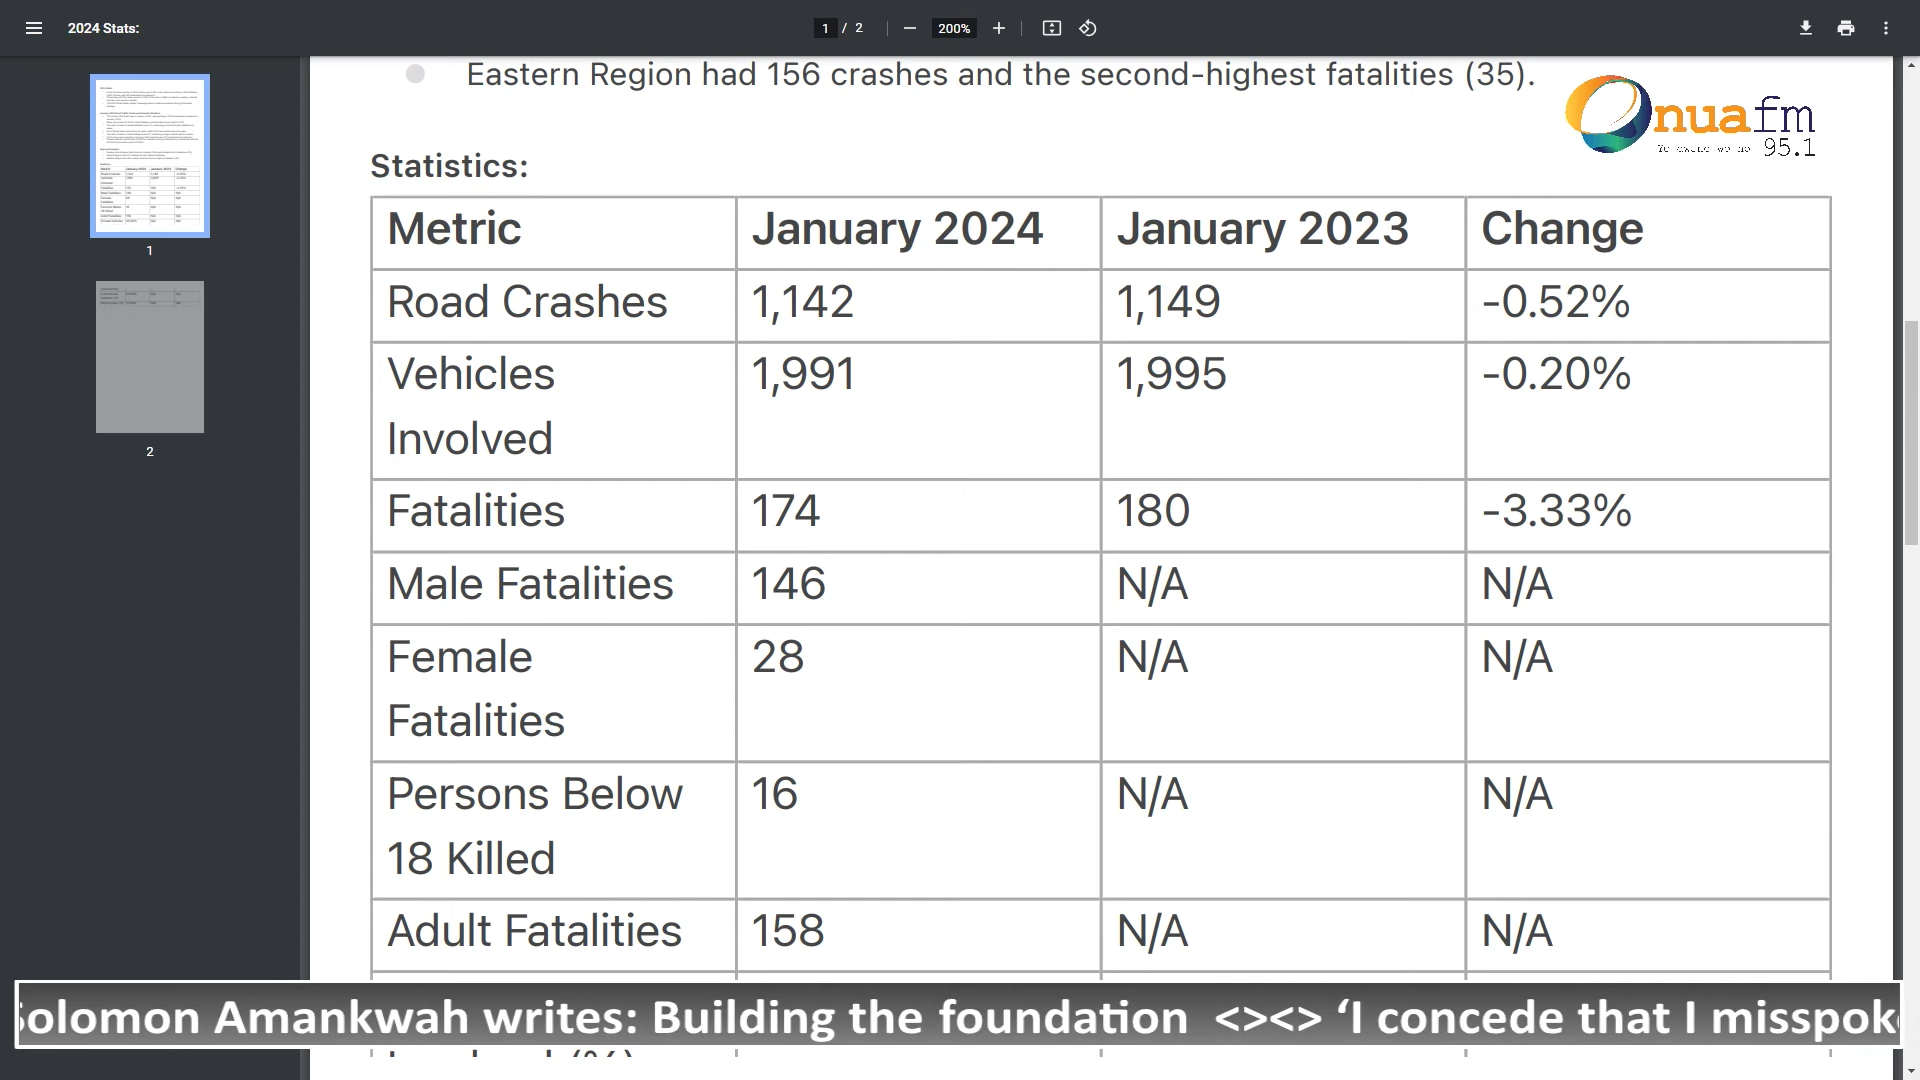 2024 Stats:
1 / 2
200%
Eastern Region had 156 crashes and the second-highest fatalities (35).
Onuafm
95.1
Statistics:
Metric January 2024 January 2023 Change
Road Crashes 1,142 1,149 -0.52%
Vehicles 1,991 1,995 -0.20%
Involved
Fatalities 174 180 -3.33%
Male Fatalities 146 N/A N/A
Female 28 N/A N/A
Fatalities
Persons Below 16 N/A N/A
18 Killed
Adult Fatalities 158 N/A N/A
Solomon Amankwah writes: Building the foundation <><> ‘I concede that I misspok
(%)
1
2